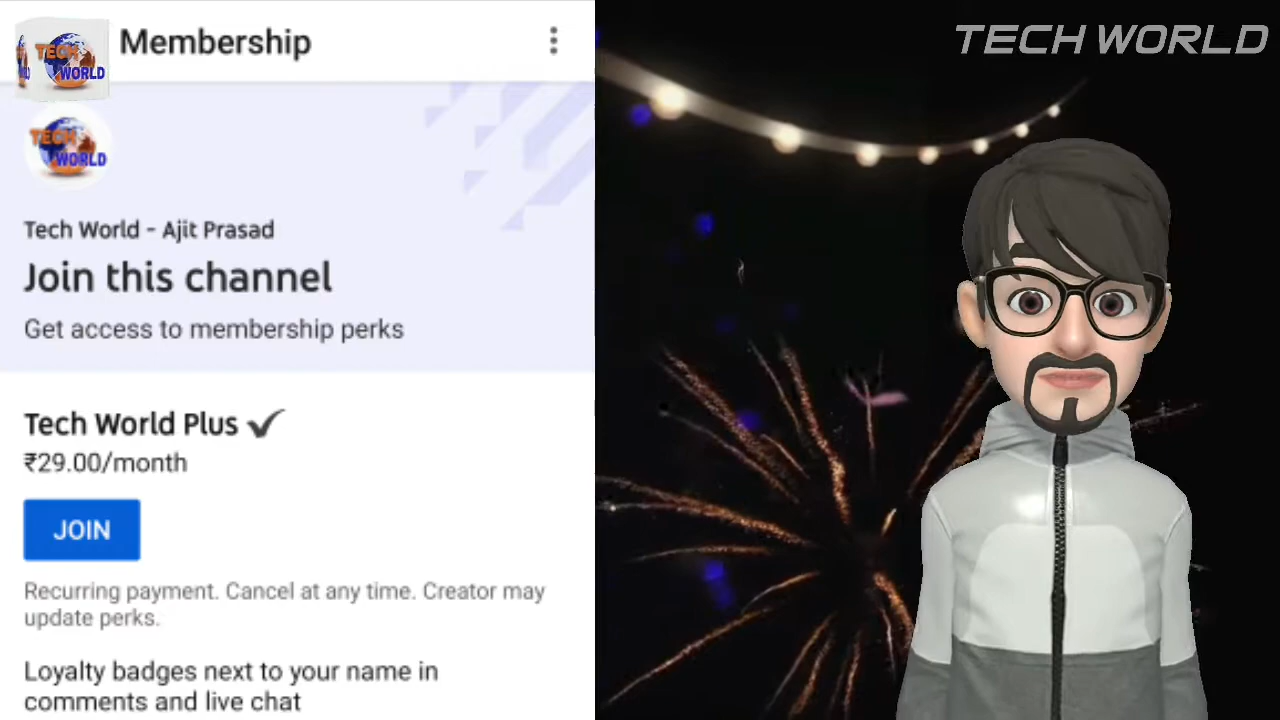 TECH
WORLD
Membership
TECH WORLD
TECH
WORLD
Tech World - Ajit Prasad
Join this channel
Get access to membership perks
Tech World Plus ✓
₹29.00/month
JOIN
Recurring payment. Cancel at any time. Creator may
update perks.
Loyalty badges next to your name in
comments and live chat